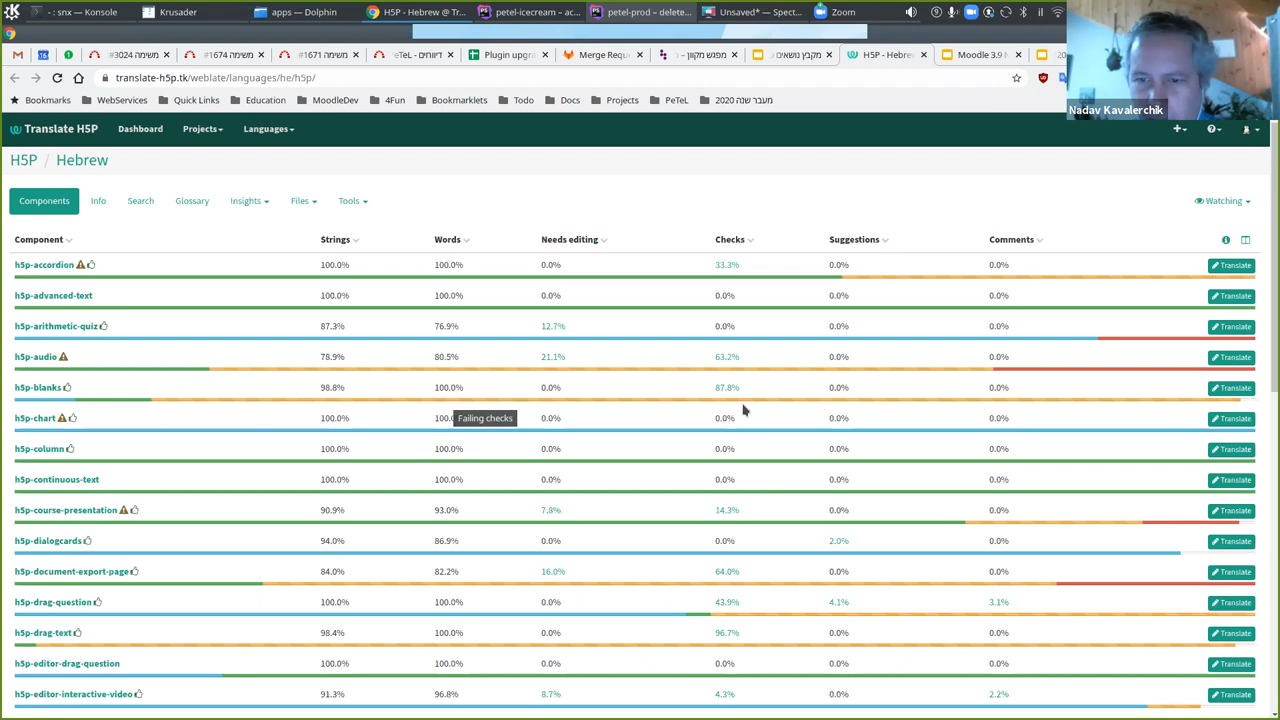 : snx — Konsole
Krusader
apps — Dolphin
H5P - Hebrew @ Tr...
petel-icecream – ac...
petel-prod – delete...
Unsaved* — Spect...
Zoom
משימה #3024
משימה #1674
משימה #1671
דיווחים - PeTeL
Plugin upgra
Merge Reque
מפגש מקוון –
מקבץ נושאים
H5P - Hebrew
Moodle 3.9 N
translate-h5p.tk/weblate/languages/he/h5p/
Nadav Kavalerchik
Bookmarks
WebServices
Quick Links
Education
MoodleDev
4Fun
Bookmarklets
Todo
Docs
Projects
PeTeL
מעבר שנה 2020
Translate H5P
Dashboard
Projects
Languages
H5P / Hebrew
Components
Info
Search
Glossary
Insights
Files
Tools
Watching
Component Strings Words Needs editing Checks Suggestions Comments
h5p-accordion 100.0% 100.0% 0.0% 33.3% 0.0% 0.0% Translate
h5p-advanced-text 100.0% 100.0% 0.0% 0.0% 0.0% 0.0% Translate
h5p-arithmetic-quiz 87.3% 76.9% 12.7% 0.0% 0.0% 0.0% Translate
h5p-audio 78.9% 80.5% 21.1% 63.2% 0.0% 0.0% Translate
h5p-blanks 98.8% 100.0% 0.0% 87.8% 0.0% 0.0% Translate
h5p-chart 100.0% 100.0 Failing checks 0.0% 0.0% 0.0% 0.0% Translate
h5p-column 100.0% 100.0% 0.0% 0.0% 0.0% 0.0% Translate
h5p-continuous-text 100.0% 100.0% 0.0% 0.0% 0.0% 0.0% Translate
h5p-course-presentation 90.9% 93.0% 7.8% 14.3% 0.0% 0.0% Translate
h5p-dialogcards 94.0% 86.9% 0.0% 0.0% 2.0% 0.0% Translate
h5p-document-export-page 84.0% 82.2% 16.0% 64.0% 0.0% 0.0% Translate
h5p-drag-question 100.0% 100.0% 0.0% 43.9% 4.1% 3.1% Translate
h5p-drag-text 98.4% 100.0% 0.0% 96.7% 0.0% 0.0% Translate
h5p-editor-drag-question 100.0% 100.0% 0.0% 0.0% 0.0% 0.0% Translate
h5p-editor-interactive-video 91.3% 96.8% 8.7% 4.3% 0.0% 2.2% Translate